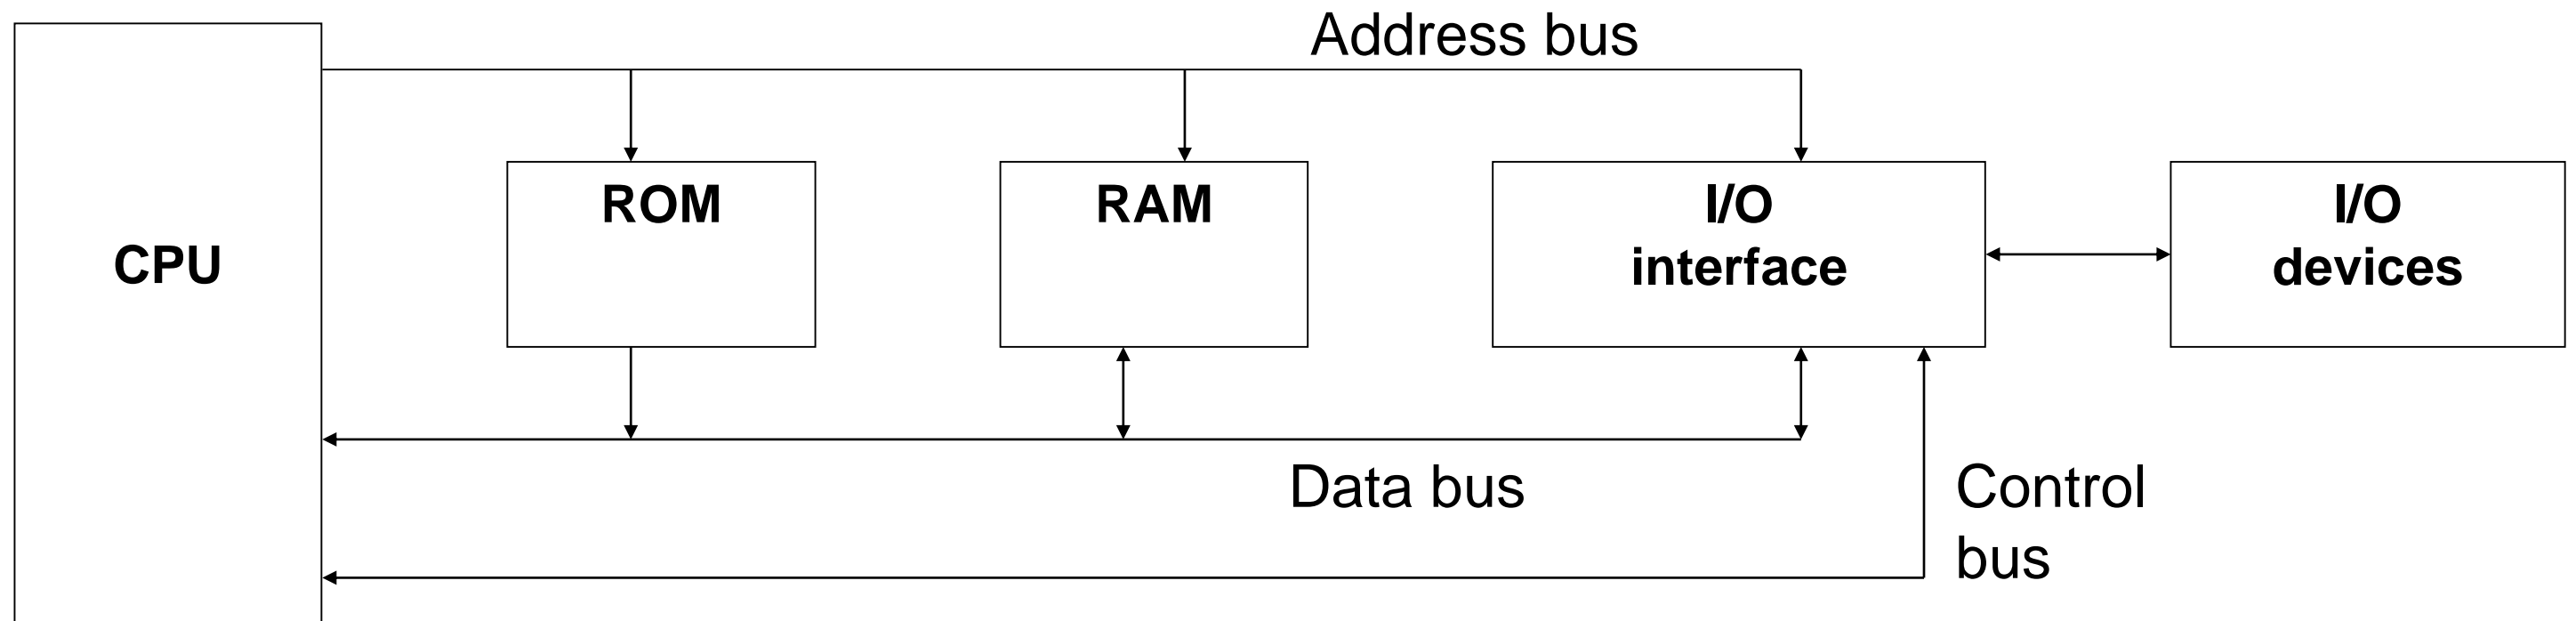 Address bus
ROM
RAM
I/O
interface
I/O
devices
CPU
Data bus
Control
bus